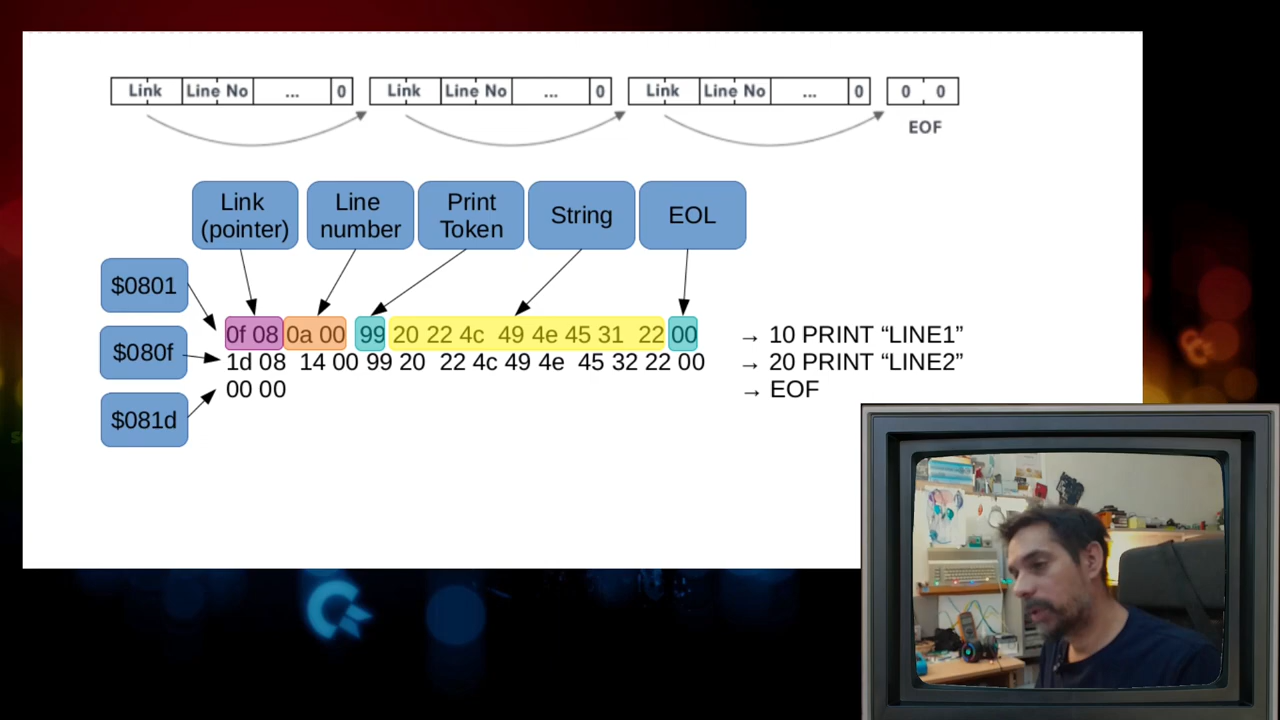 Link Line No ... 0 Link Line No ... 0 Link Line No ... 0 0 0
EOF
Link (pointer)
Line number
Print Token
String
EOL
$0801
0f 08 0a 00 99 20 22 4c 49 4e 45 31 22 00 → 10 PRINT “LINE1”
$080f
1d 08 14 00 99 20 22 4c 49 4e 45 32 22 00 → 20 PRINT “LINE2”
00 00 → EOF
$081d